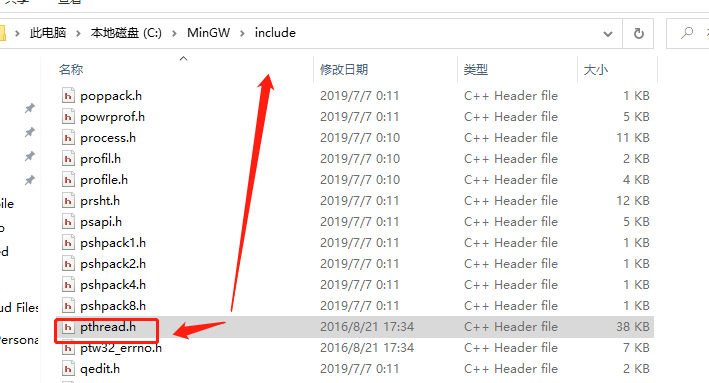 查看
此电脑 > 本地磁盘 (C:) > MinGW > include
名称 修改日期 类型 大小
poppack.h 2019/7/7 0:11 C++ Header file 1 KB
powrprof.h 2019/7/7 0:11 C++ Header file 5 KB
process.h 2019/7/7 0:10 C++ Header file 11 KB
profil.h 2019/7/7 0:10 C++ Header file 2 KB
profile.h 2019/7/7 0:10 C++ Header file 4 KB
prsht.h 2019/7/7 0:11 C++ Header file 12 KB
psapi.h 2019/7/7 0:11 C++ Header file 5 KB
pshpack1.h 2019/7/7 0:11 C++ Header file 1 KB
pshpack2.h 2019/7/7 0:11 C++ Header file 1 KB
pshpack4.h 2019/7/7 0:11 C++ Header file 1 KB
pshpack8.h 2019/7/7 0:11 C++ Header file 1 KB
ud Files
pthread.h 2016/8/21 17:34 C++ Header file 38 KB
Persona
ptw32_errno.h 2016/8/21 17:34 C++ Header file 7 KB
qedit.h 2019/7/7 0:11 C++ Header file 1 KB